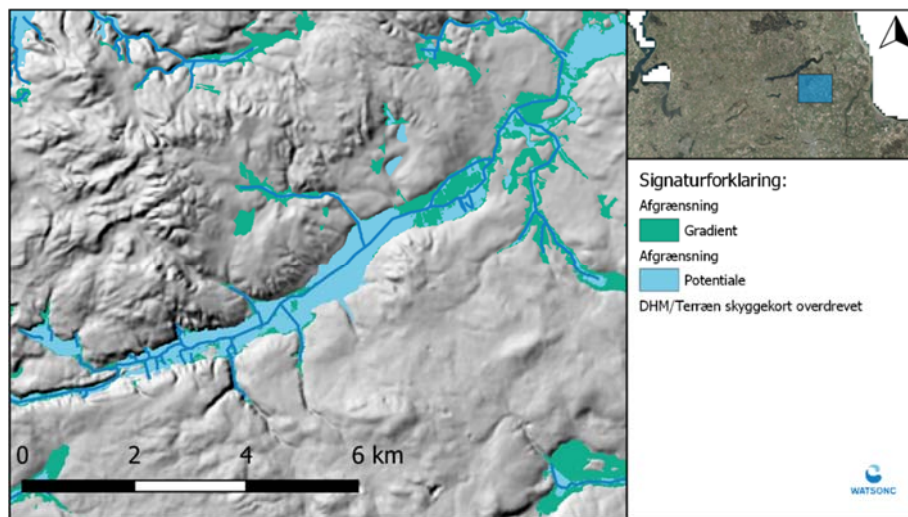 0 2 4 6 km
Signaturforklaring:
Afgrænsning
Gradient
Afgrænsning
Potentiale
DHM/Terræn skyggekort overdrevet
WATSONC